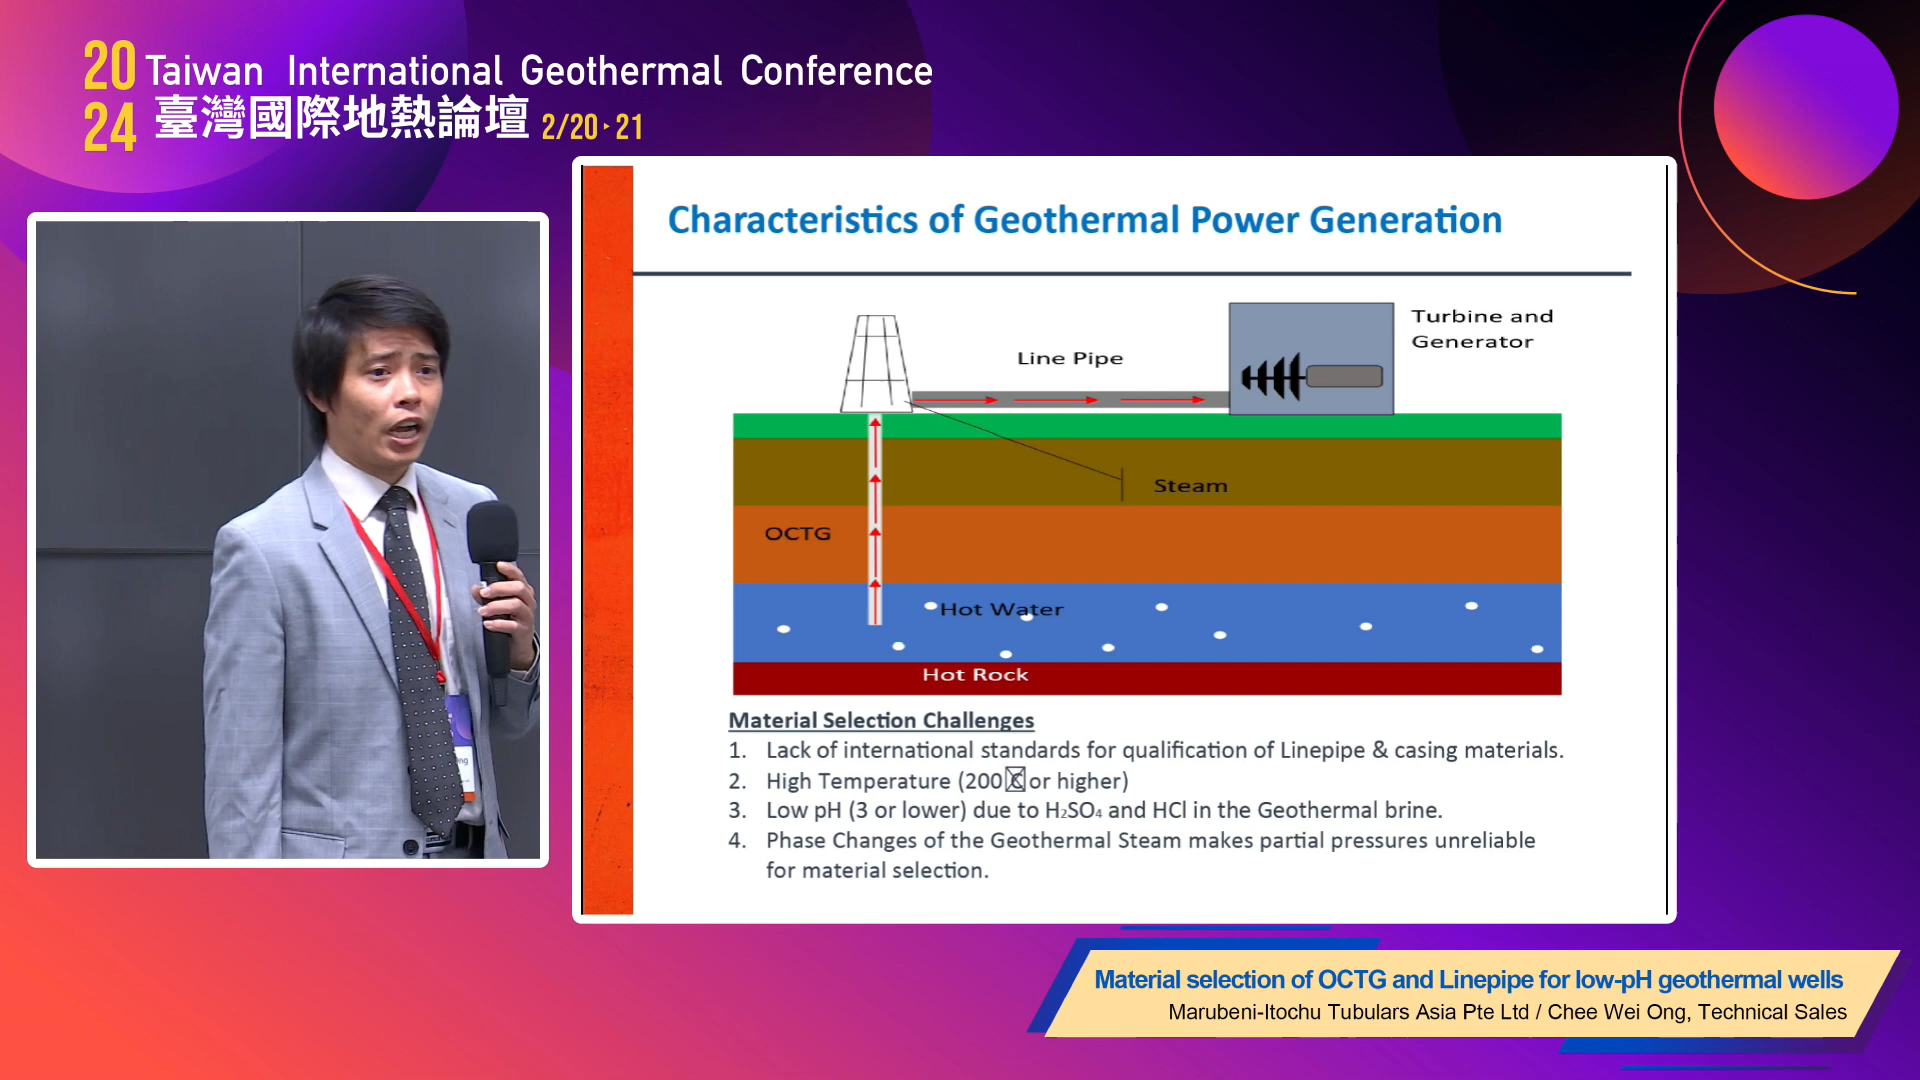 2024
Taiwan International Geothermal Conference
臺灣國際地熱論壇 2/20▸21
Characteristics of Geothermal Power Generation
Turbine and
Generator
Line Pipe
Steam
OCTG
Hot Water
Hot Rock
Material Selection Challenges
1. Lack of international standards for qualification of Linepipe & casing materials.
2. High Temperature (200 or higher)
3. Low pH (3 or lower) due to H₂SO₄ and HCl in the Geothermal brine.
4. Phase Changes of the Geothermal Steam makes partial pressures unreliable
for material selection.
Material selection of OCTG and Linepipe for low-pH geothermal wells
Marubeni-Itochu Tubulars Asia Pte Ltd / Chee Wei Ong, Technical Sales